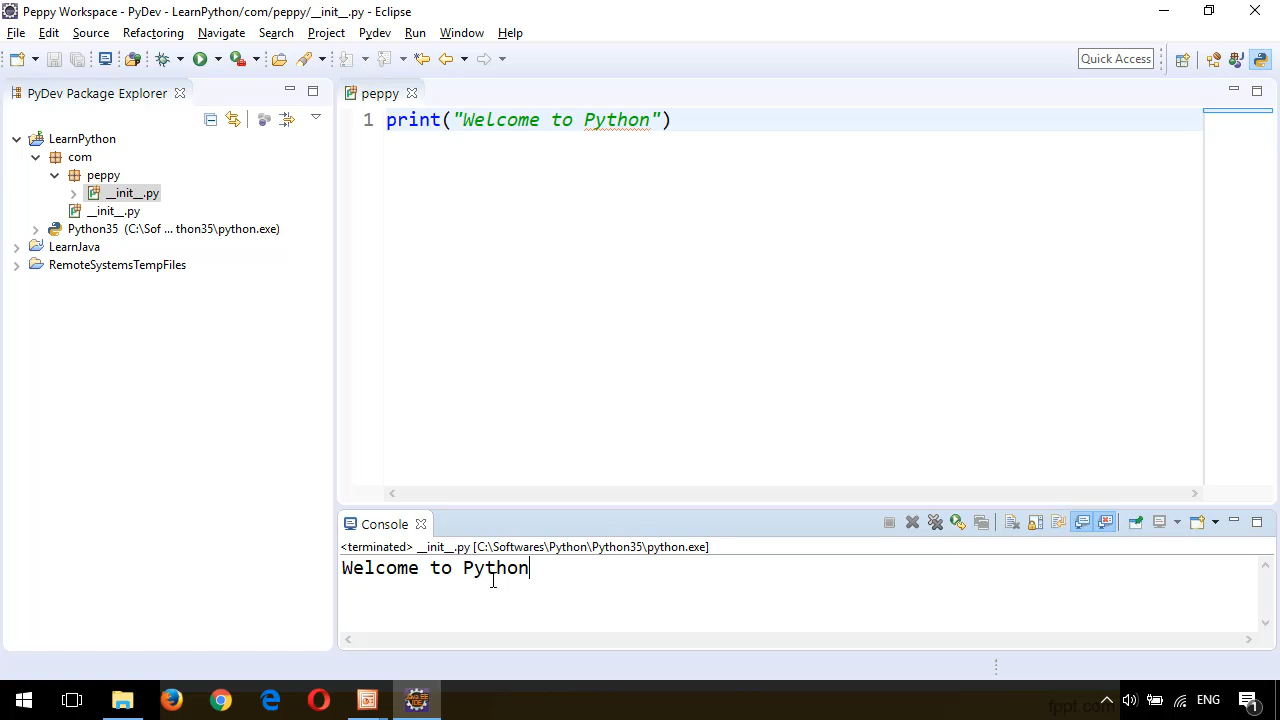 Peppy Workspace - PyDev - LearnPython/com/peppy/__init__.py - Eclipse
File Edit Source Refactoring Navigate Search Project Pydev Run Window Help
Quick Access
PyDev Package Explorer
peppy
1 print("Welcome to Python")
LearnPython
com
peppy
__init__.py
__init__.py
Python35 (C:\Sof ... thon35\python.exe)
LearnJava
RemoteSystemsTempFiles
Console
<terminated> __init__.py [C:\Softwares\Python\Python35\python.exe]
Welcome to Python
ENG
1
fppt.com